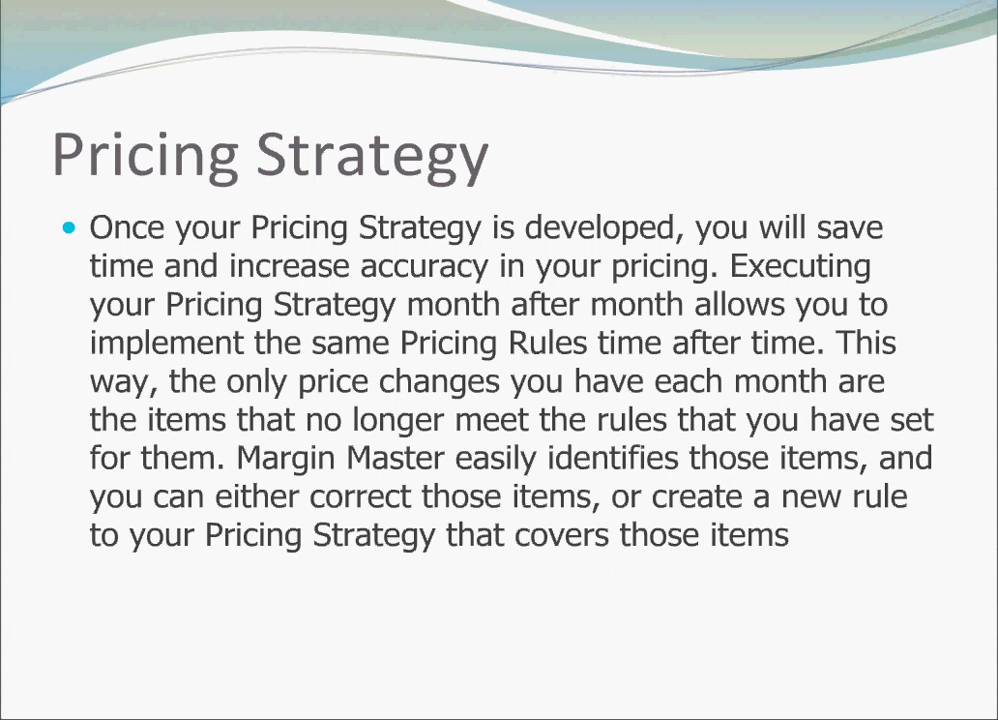 Pricing Strategy
• Once your Pricing Strategy is developed, you will save
time and increase accuracy in your pricing. Executing
your Pricing Strategy month after month allows you to
implement the same Pricing Rules time after time. This
way, the only price changes you have each month are
the items that no longer meet the rules that you have set
for them. Margin Master easily identifies those items, and
you can either correct those items, or create a new rule
to your Pricing Strategy that covers those items